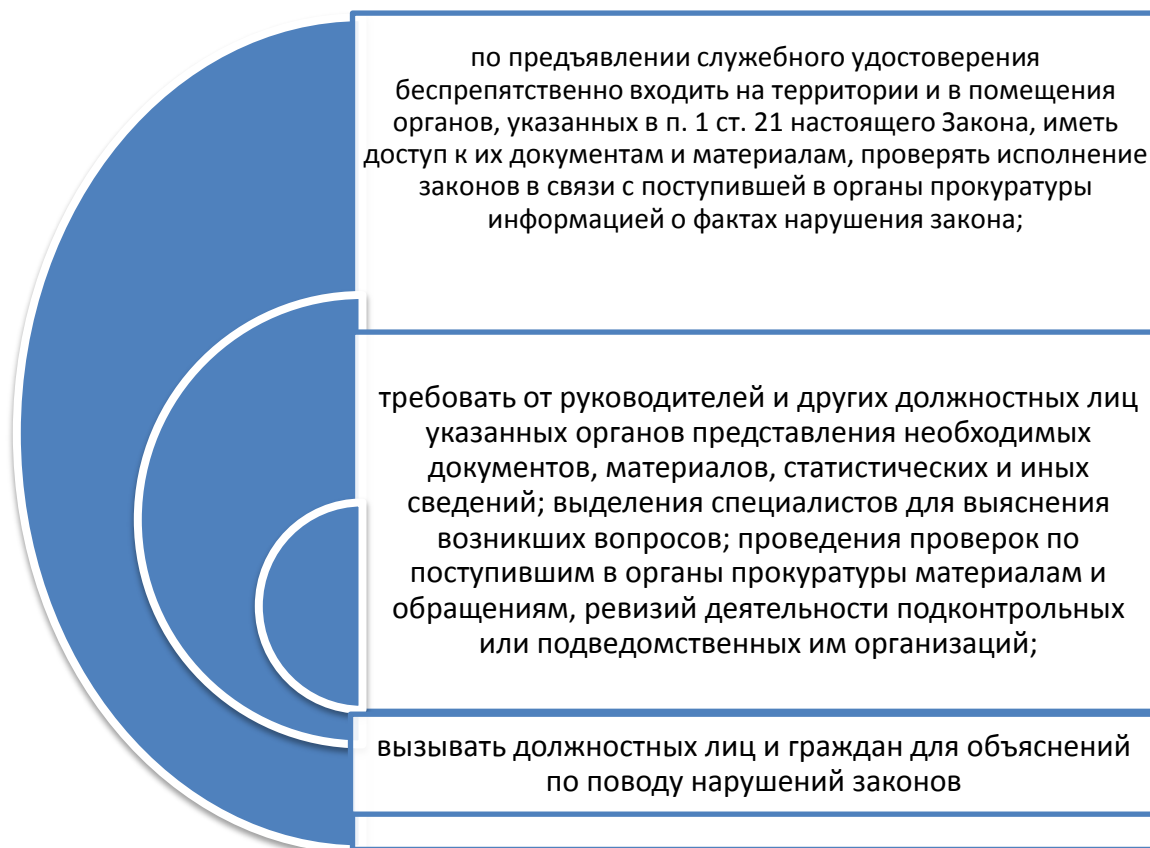 по предъявлении служебного удостоверения
беспрепятственно входить на территории и в помещения
органов, указанных в п. 1 ст. 21 настоящего Закона, иметь
доступ к их документам и материалам, проверять исполнение
законов в связи с поступившей в органы прокуратуры
информацией о фактах нарушения закона;
требовать от руководителей и других должностных лиц
указанных органов представления необходимых
документов, материалов, статистических и иных
сведений; выделения специалистов для выяснения
возникших вопросов; проведения проверок по
поступившим в органы прокуратуры материалам и
обращениям, ревизий деятельности подконтрольных
или подведомственных им организаций;
вызывать должностных лиц и граждан для объяснений
по поводу нарушений законов